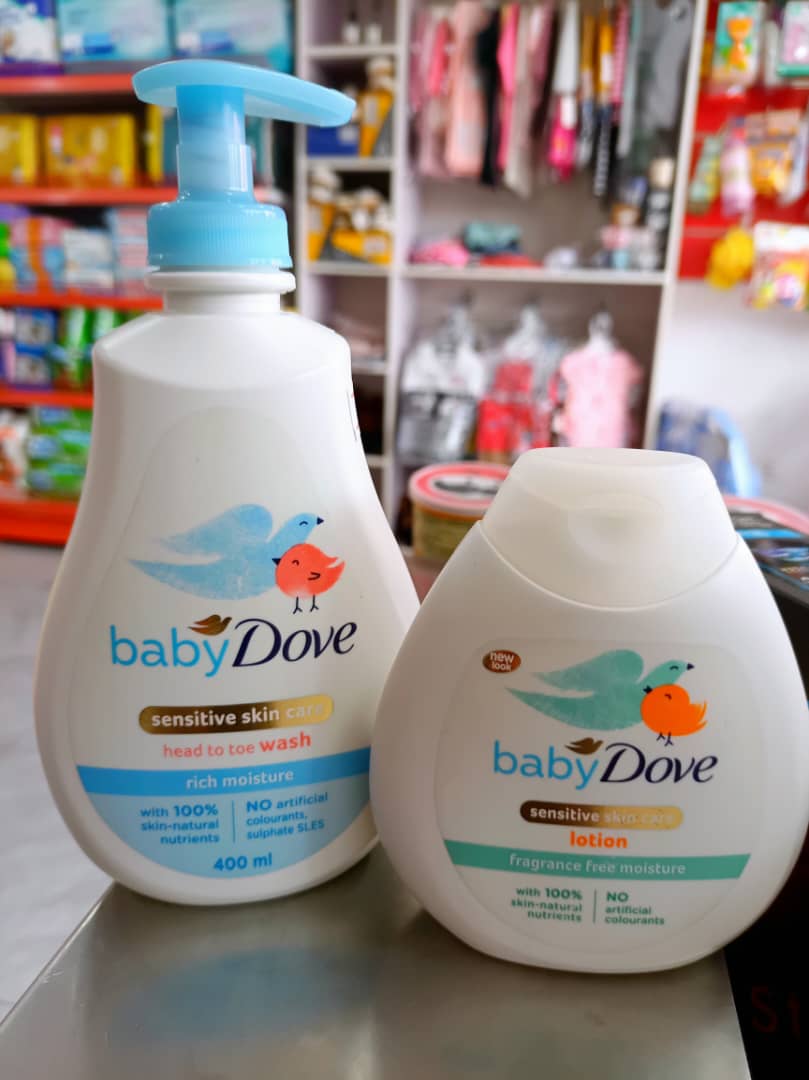 baby Dove
sensitive skin care
head to toe wash
rich moisture
with 100%
skin-natural
nutrients
NO artificial
colourants,
sulphate SLES
400 ml
new
look
baby Dove
sensitive skin care
lotion
fragrance free moisture
with 100%
skin-natural
nutrients
NO
artificial
colourants